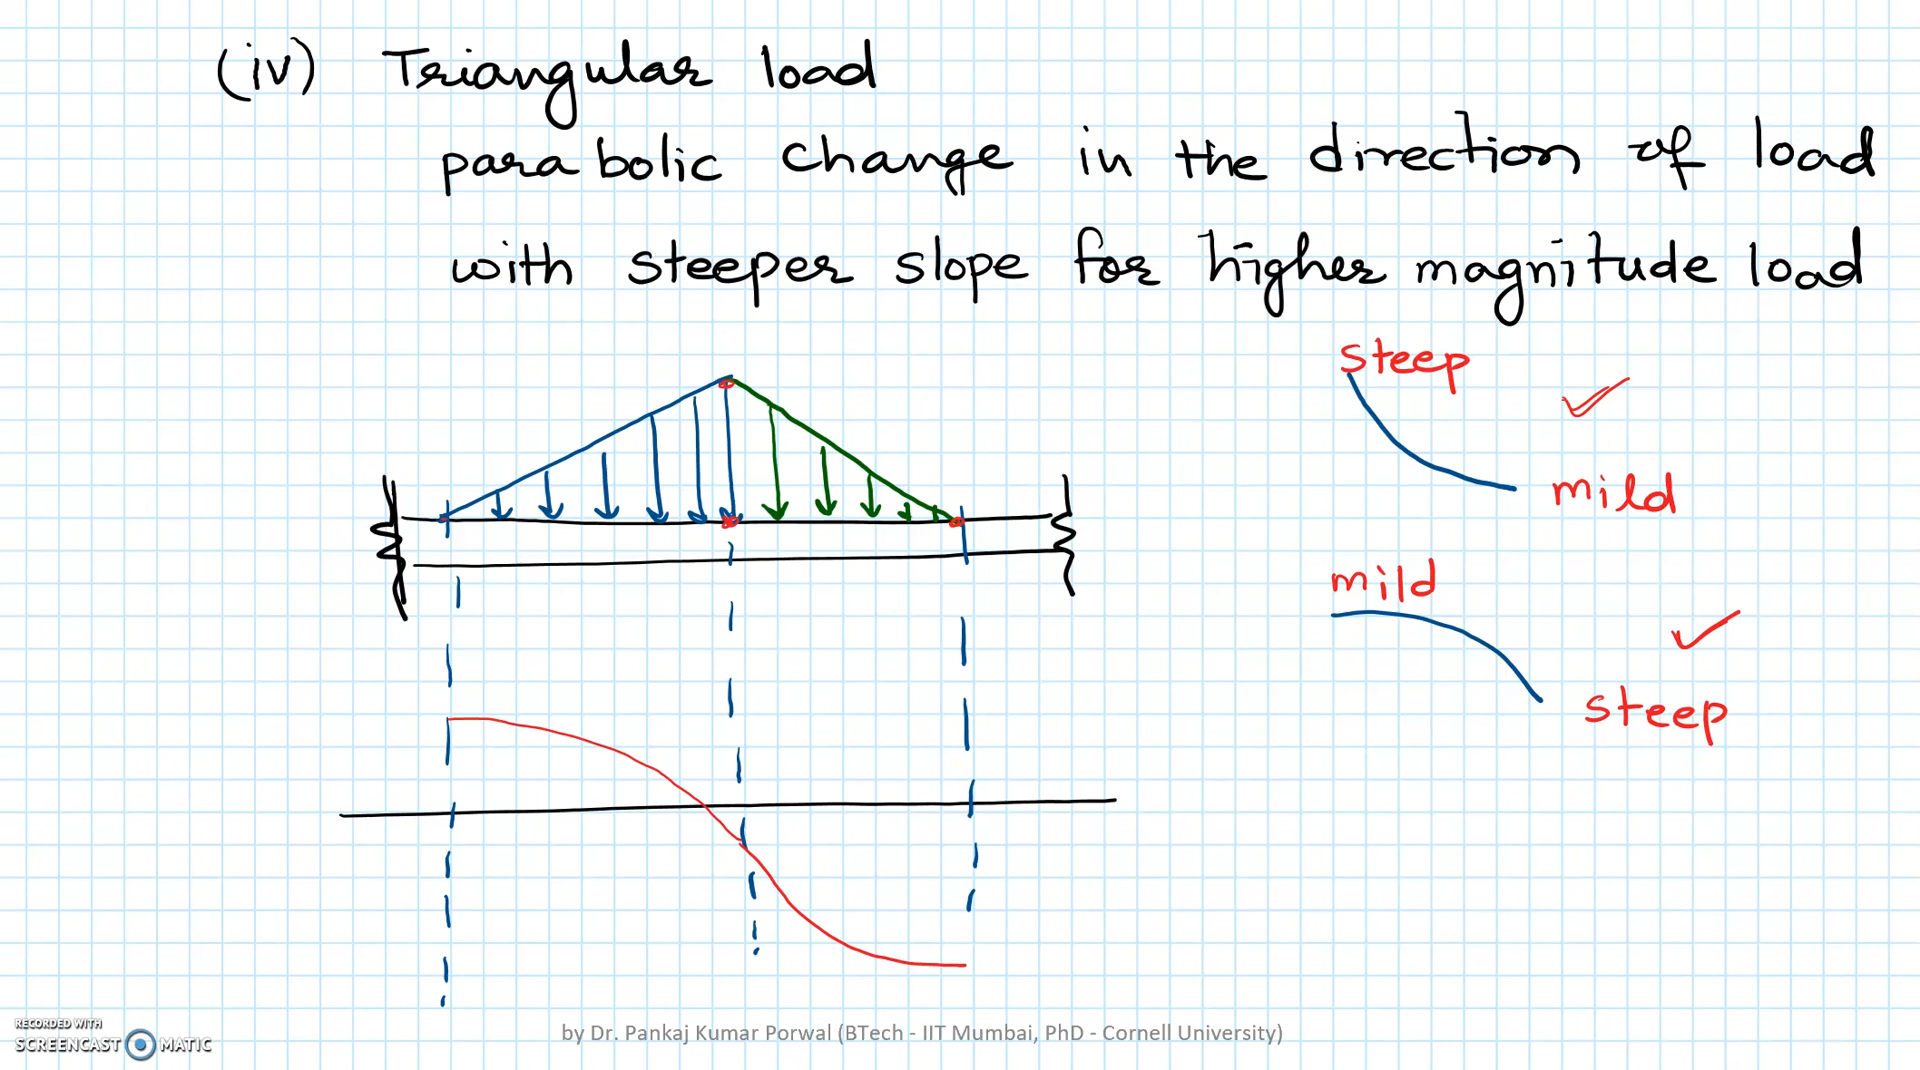 (iv) Triangular load
parabolic change in the direction of load
with steeper slope for higher magnitude load
steep
mild
mild
steep
RECORDED WITH
SCREENCAST MATIC
by Dr. Pankaj Kumar Porwal (BTech - IIT Mumbai, PhD - Cornell University)